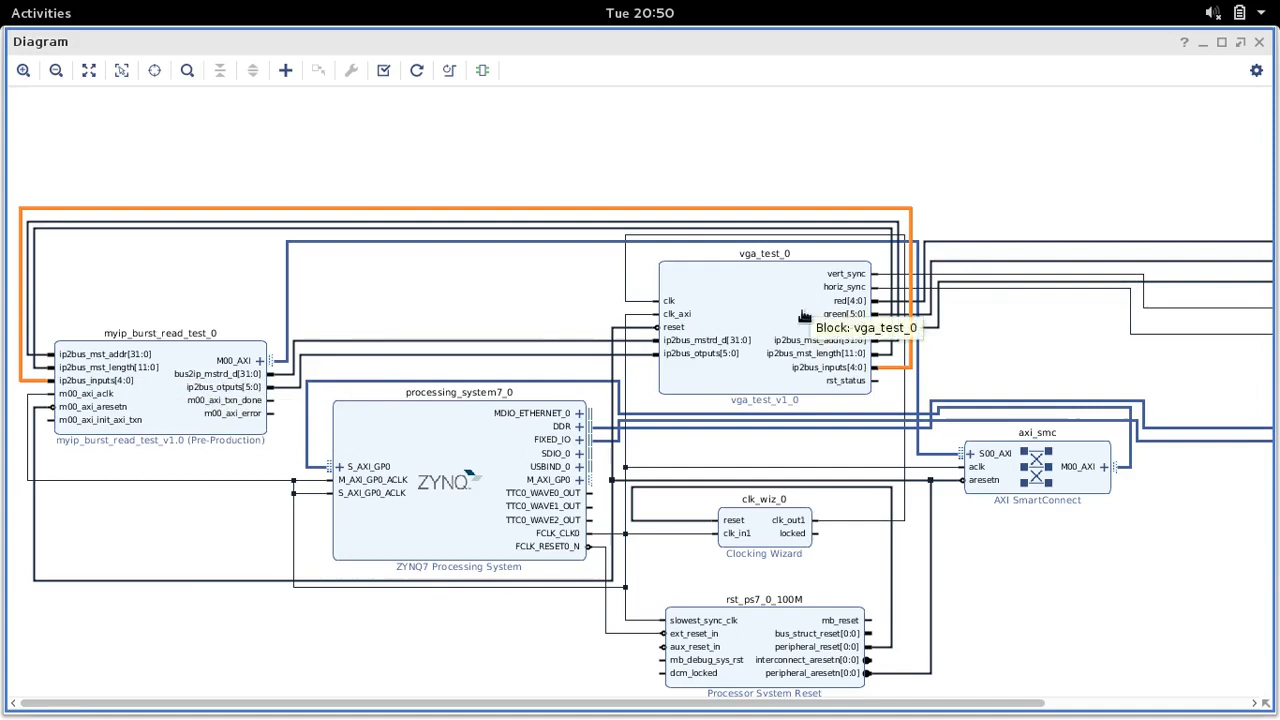 Activities
Tue 20:50
Diagram
vga_test_0
vert_sync
horiz_sync
clk
red[4:0]
clk_axi
green[5:0]
reset
Block: vga_test_0
ip2bus_mstrd_d[31:0]
ip2bus_mst_addr[31:0]
ip2bus_otputs[5:0]
ip2bus_mst_length[11:0]
ip2bus_inputs[4:0]
rst_status
vga_test_v1_0
myip_burst_read_test_0
ip2bus_mst_addr[31:0]
M00_AXI
ip2bus_mst_length[11:0]
bus2ip_mstrd_d[31:0]
ip2bus_inputs[4:0]
ip2bus_otputs[5:0]
m00_axi_aclk
m00_axi_txn_done
m00_axi_aresetn
m00_axi_error
m00_axi_init_axi_txn
myip_burst_read_test_v1.0 (Pre-Production)
processing_system7_0
MDIO_ETHERNET_0
DDR
FIXED_IO
SDIO_0
S_AXI_GP0
USBIND_0
M_AXI_GP0_ACLK
M_AXI_GP0
S_AXI_GP0_ACLK
TTC0_WAVE0_OUT
ZYNQ
TTC0_WAVE1_OUT
TTC0_WAVE2_OUT
FCLK_CLK0
FCLK_RESET0_N
ZYNQ7 Processing System
axi_smc
S00_AXI
aclk
M00_AXI
aresetn
AXI SmartConnect
clk_wiz_0
reset
clk_out1
clk_in1
locked
Clocking Wizard
rst_ps7_0_100M
slowest_sync_clk
mb_reset
ext_reset_in
bus_struct_reset[0:0]
aux_reset_in
peripheral_reset[0:0]
mb_debug_sys_rst
interconnect_aresetn[0:0]
dcm_locked
peripheral_aresetn[0:0]
Processor System Reset